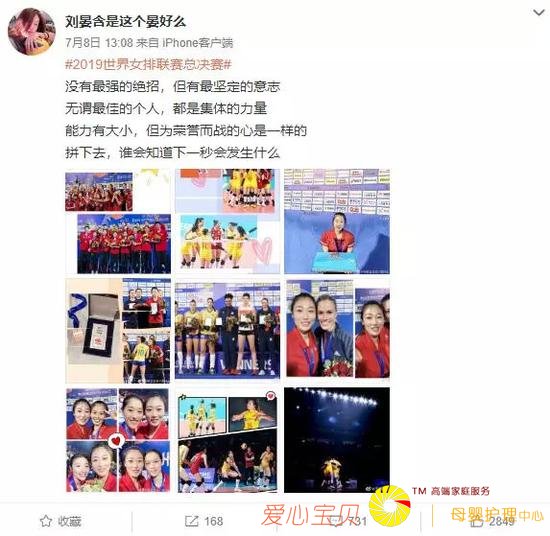 刘晏含是这个晏好么
7月8日 13:08 来自 iPhone客户端
#2019世界女排联赛总决赛#
没有最强的绝招，但有最坚定的意志
无谓最佳的个人，都是集体的力量
能力有大小，但为荣誉而战的心是一样的
拼下去，谁会知道下一秒会发生什么
WINNERS
收藏
168
731
2849
爱心宝贝
TM 高端家庭服务
母婴护理中心